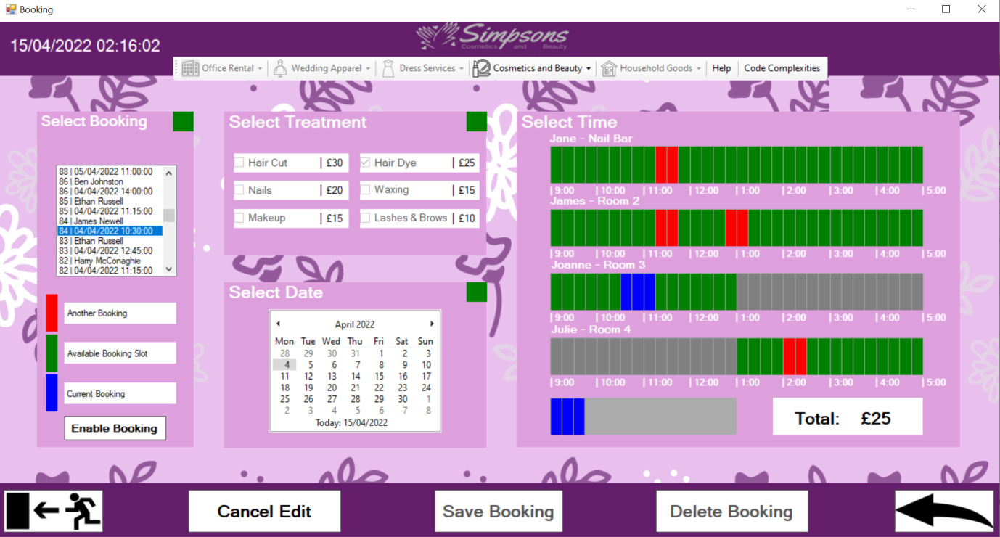 Booking
15/04/2022 02:16:02
Simpsons
Cosmetics and Beauty
Office Rental
Wedding Apparel
Dress Services
Cosmetics and Beauty
Household Goods
Help
Code Complexities
Select Booking
88 | 05/04/2022 11:00:00
86 | Ben Johnston
86 | 04/04/2022 14:00:00
85 | Ethan Russell
85 | 04/04/2022 11:15:00
84 | James Newell
84 | 04/04/2022 10:30:00
83 | Ethan Russell
83 | 04/04/2022 12:45:00
82 | Harry McConaghie
82 | 04/04/2022 11:15:00
Another Booking
Available Booking Slot
Current Booking
Enable Booking
Select Treatment
Hair Cut | £30
Hair Dye | £25
Nails | £20
Waxing | £15
Makeup | £15
Lashes & Brows | £10
Select Date
April 2022
Mon Tue Wed Thu Fri Sat Sun
28 29 30 31 1 2 3
4 5 6 7 8 9 10
11 12 13 14 15 16 17
18 19 20 21 22 23 24
25 26 27 28 29 30 1
2 3 4 5 6 7 8
Today: 15/04/2022
Select Time
Jane - Nail Bar
|9:00 |10:00 |11:00 |12:00 |1:00 |2:00 |3:00 |4:00 |5:00
James - Room 2
|9:00 |10:00 |11:00 |12:00 |1:00 |2:00 |3:00 |4:00 |5:00
Joanne - Room 3
|9:00 |10:00 |11:00 |12:00 |1:00 |2:00 |3:00 |4:00 |5:00
Julie - Room 4
|9:00 |10:00 |11:00 |12:00 |1:00 |2:00 |3:00 |4:00 |5:00
Total: £25
Cancel Edit
Save Booking
Delete Booking